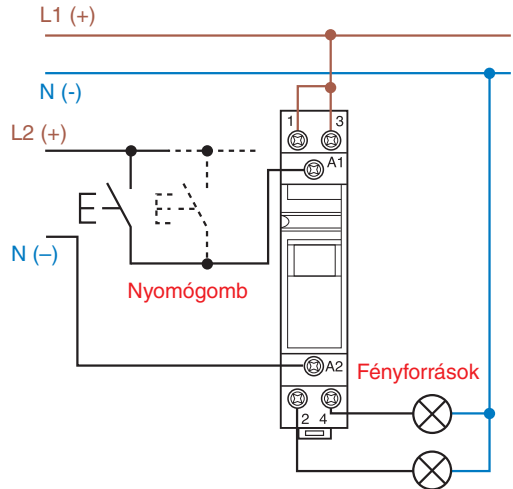 L1 (+)
N (-)
L2 (+)
1 3
A1
N (–)
Nyomógomb
A2
Fényforrások
2 4